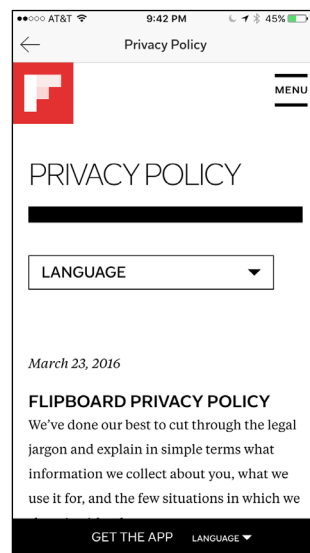 AT&T 9:42 PM 45%
Privacy Policy
MENU
PRIVACY POLICY
LANGUAGE
March 23, 2016
FLIPBOARD PRIVACY POLICY
We’ve done our best to cut through the legal
jargon and explain in simple terms what
information we collect about you, what we
use it for, and the few situations in which we
GET THE APP LANGUAGE